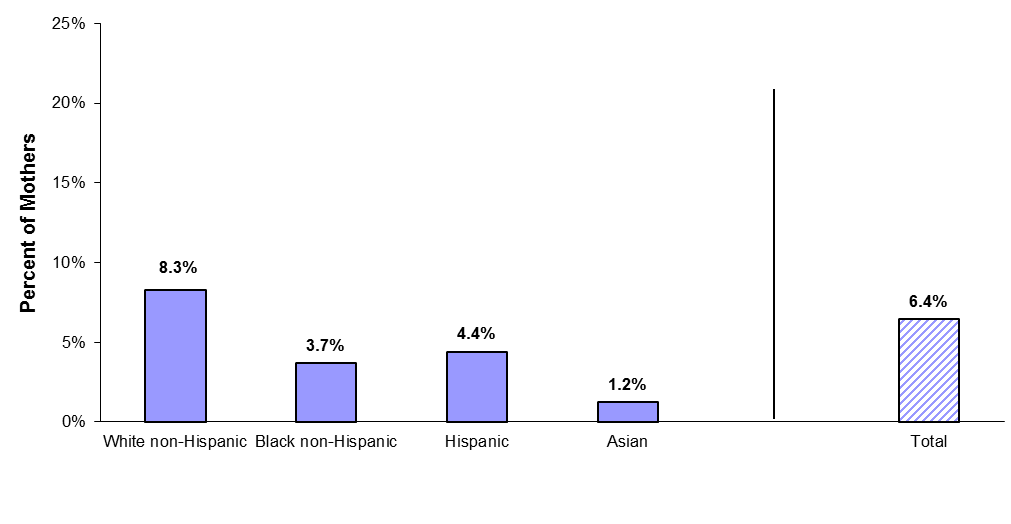 25%
20%
15%
10%
5%
0%
Percent of Mothers
8.3%
3.7%
4.4%
1.2%
6.4%
White non-Hispanic
Black non-Hispanic
Hispanic
Asian
Total